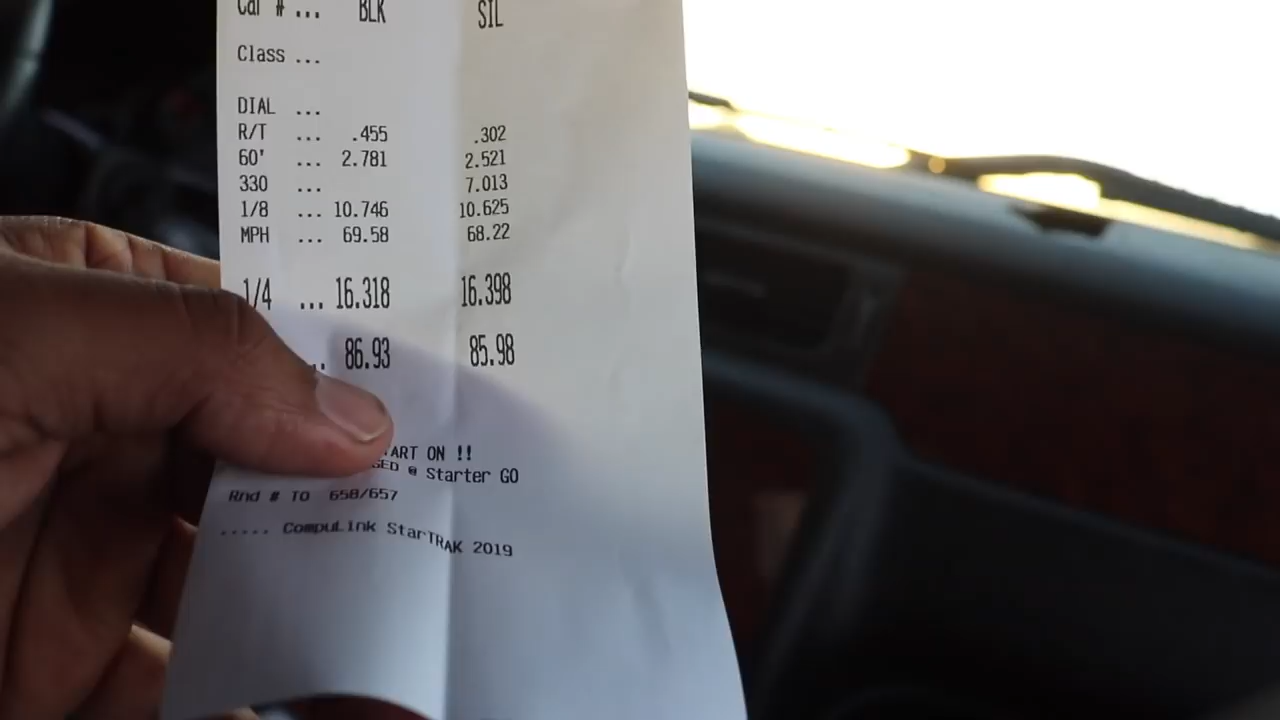 Car # ... BLK SIL
Class ...
DIAL ...
R/T ... .455 .302
60' ... 2.781 2.521
330 ... 7.013
1/8 ... 10.746 10.625
MPH ... 69.58 68.22
1/4 ... 16.318 16.398
.. 86.93 85.98
ART ON !!
GED @ Starter GO
Rnd # TO 658/657
..... CompuLink StarTRAK 2019